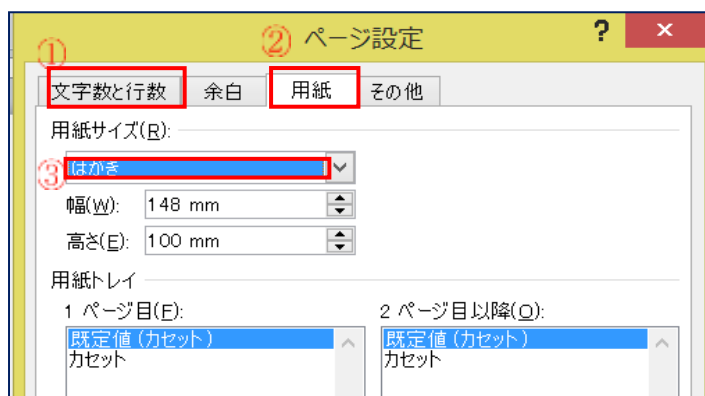 ① ② ページ設定 ? ×
文字数と行数 余白 用紙 その他
用紙サイズ(R):
③ はがき
幅(W): 148 mm
高さ(E): 100 mm
用紙トレイ
1 ページ目(F): 2 ページ目以降(O):
既定値 (カセット) 既定値 (カセット)
カセット カセット